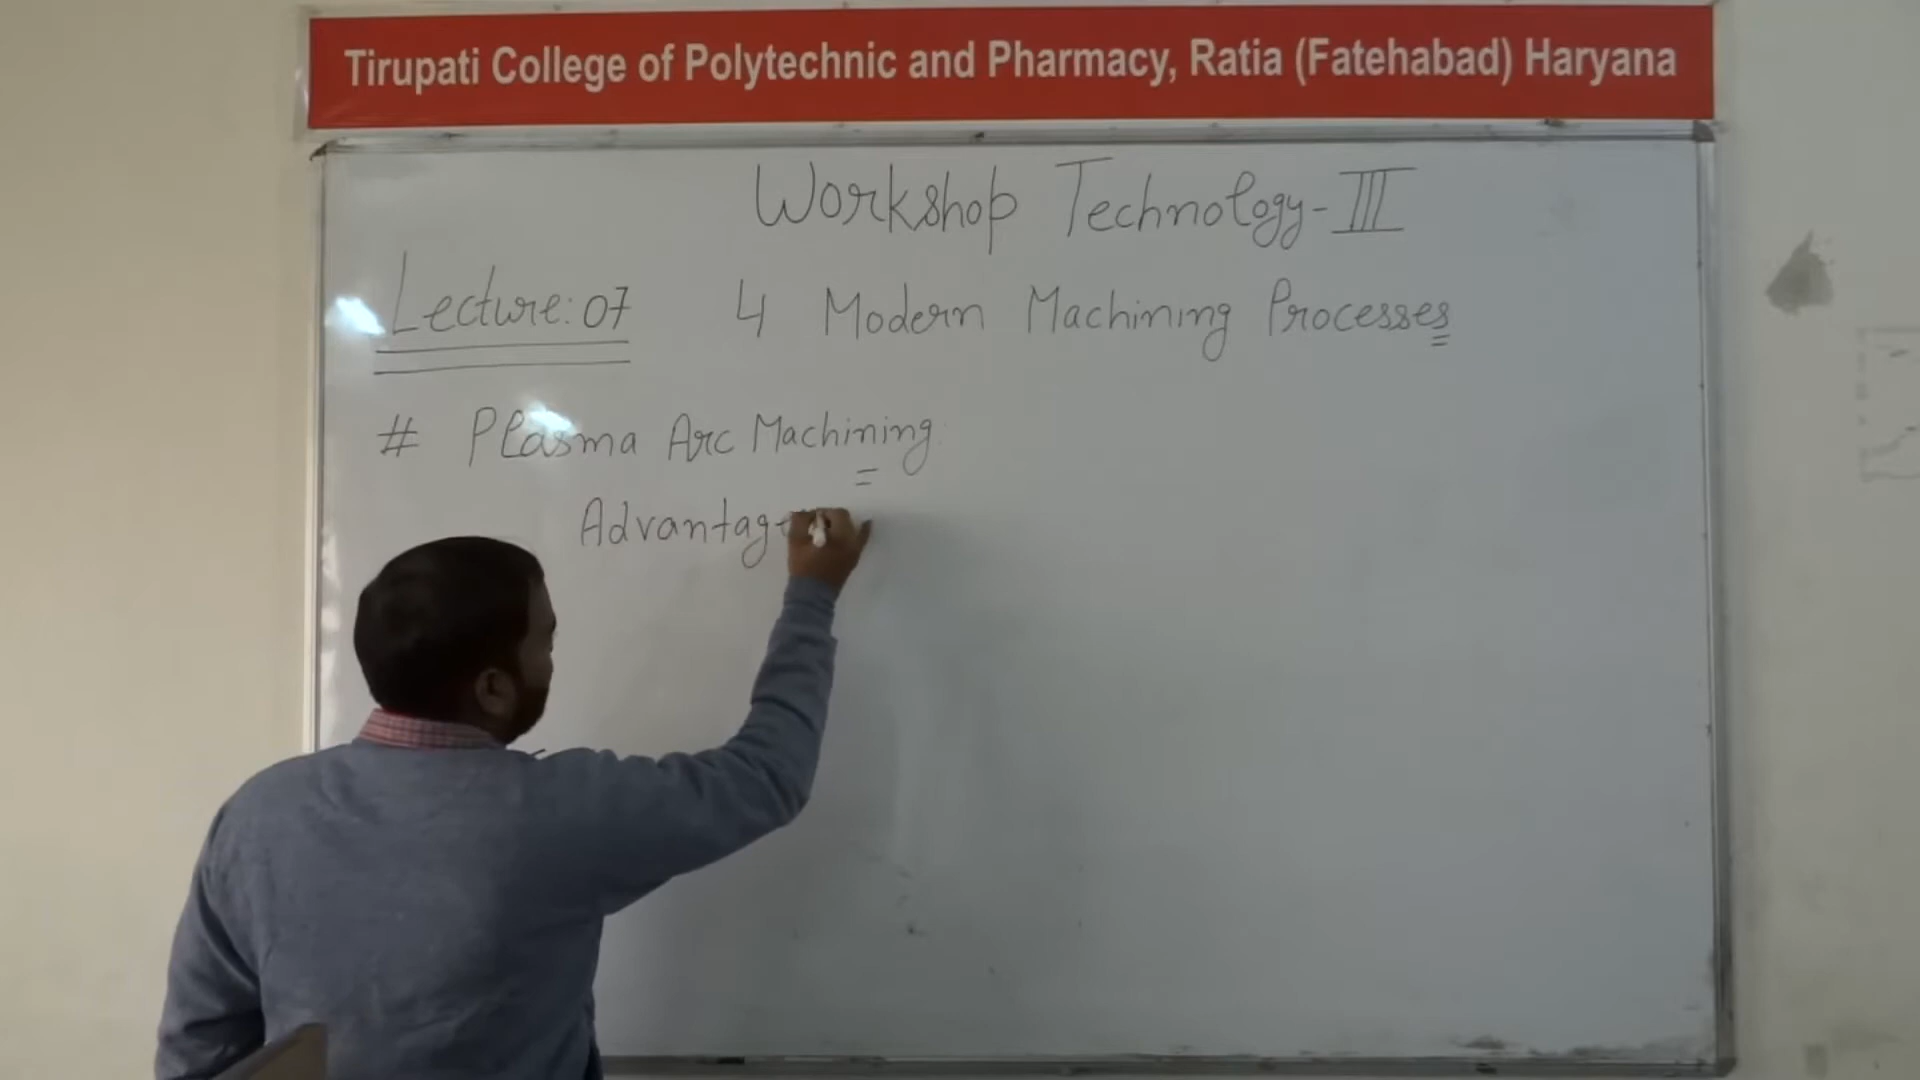 Tirupati College of Polytechnic and Pharmacy, Ratia (Fatehabad) Haryana
Workshop Technology-III
Lecture: 07 4 Modern Machining Processes
# Plasma Arc Machining
Advantage